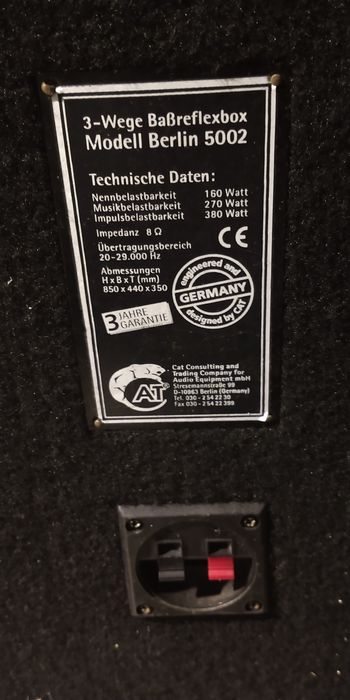 3-Wege Baßreflexbox
Modell Berlin 5002
Technische Daten:
Nennbelastbarkeit 160 Watt
Musikbelastbarkeit 270 Watt
Impulsbelastbarkeit 380 Watt
Impedanz 8 Ω
Übertragungsbereich
20-29.000 Hz
CE
Abmessungen
H x B x T (mm)
850 x 440 x 350
engineered and
GERMANY
designed by CAT
3 JAHRE
GARANTIE
CAT
Cat Consulting and
Trading Company for
Audio Equipment mbH
Stresemannstraße 99
D-10963 Berlin (Germany)
Tel. 030 - 2 54 22 30
Fax 030 - 2 54 22 399